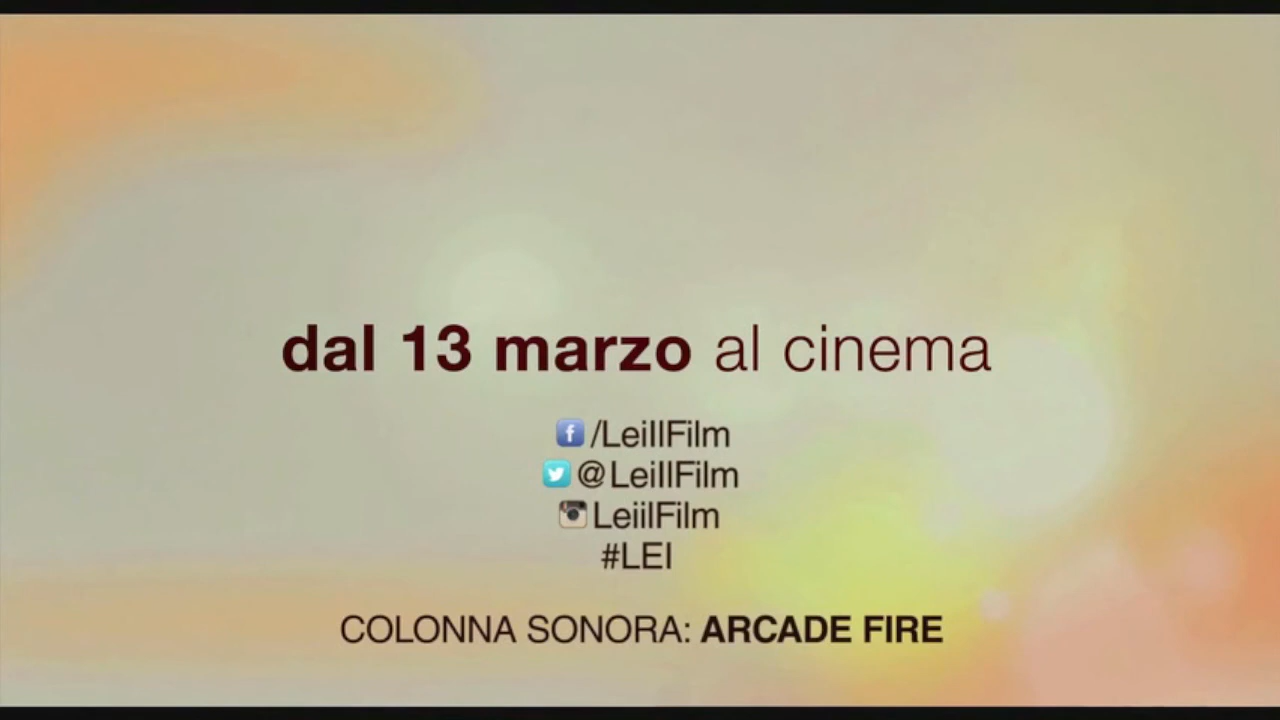 dal 13 marzo al cinema
/LeiIlFilm
@LeiIlFilm
LeiilFilm
#LEI
COLONNA SONORA: ARCADE FIRE